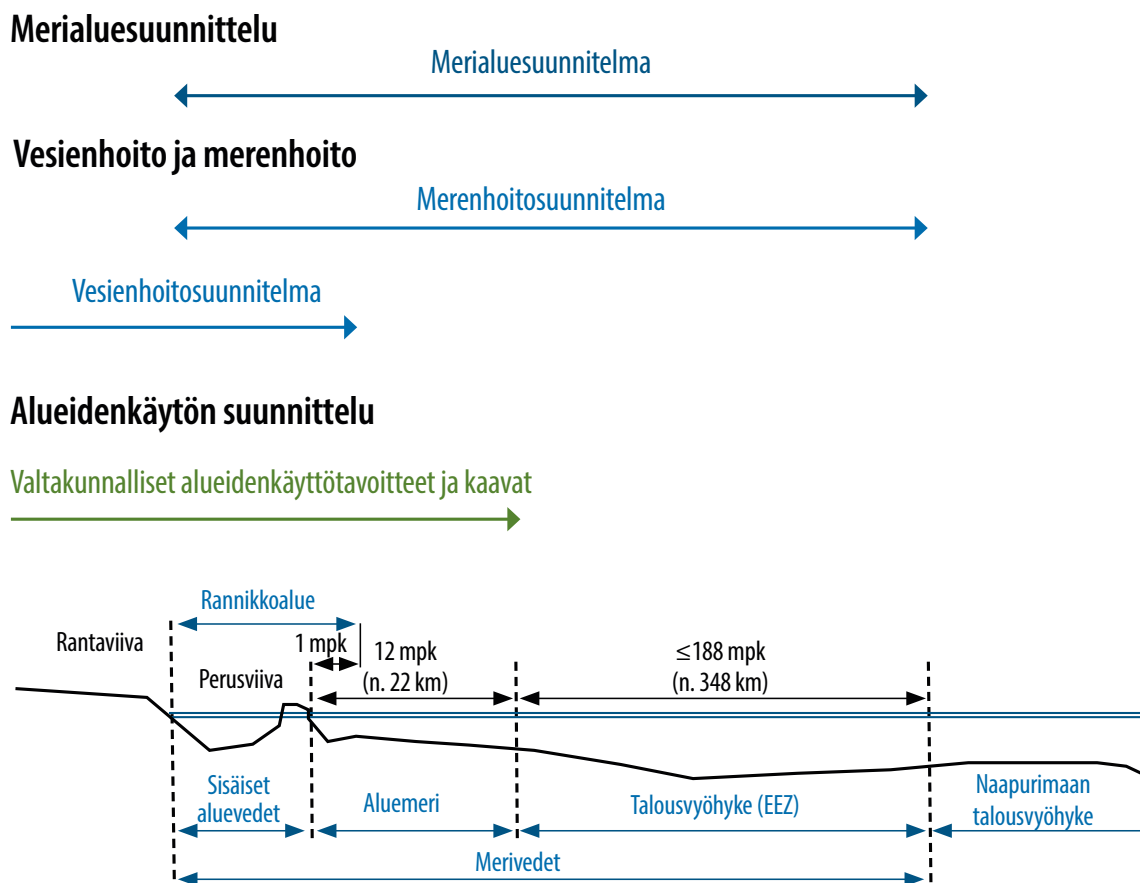 Merialuesuunnittelu
Merialuesuunnitelma
Vesienhoito ja merenhoito
Merenhoitosuunnitelma
Vesienhoitosuunnitelma
Alueidenkäytön suunnittelu
Valtakunnalliset alueidenkäyttötavoitteet ja kaavat
Rannikkoalue
Rantaviiva
1 mpk
12 mpk
(n. 22 km)
≤188 mpk
(n. 348 km)
Perusviiva
Sisäiset
aluevedet
Aluemeri
Talousvyöhyke (EEZ)
Naapurimaan
talousvyöhyke
Merivedet